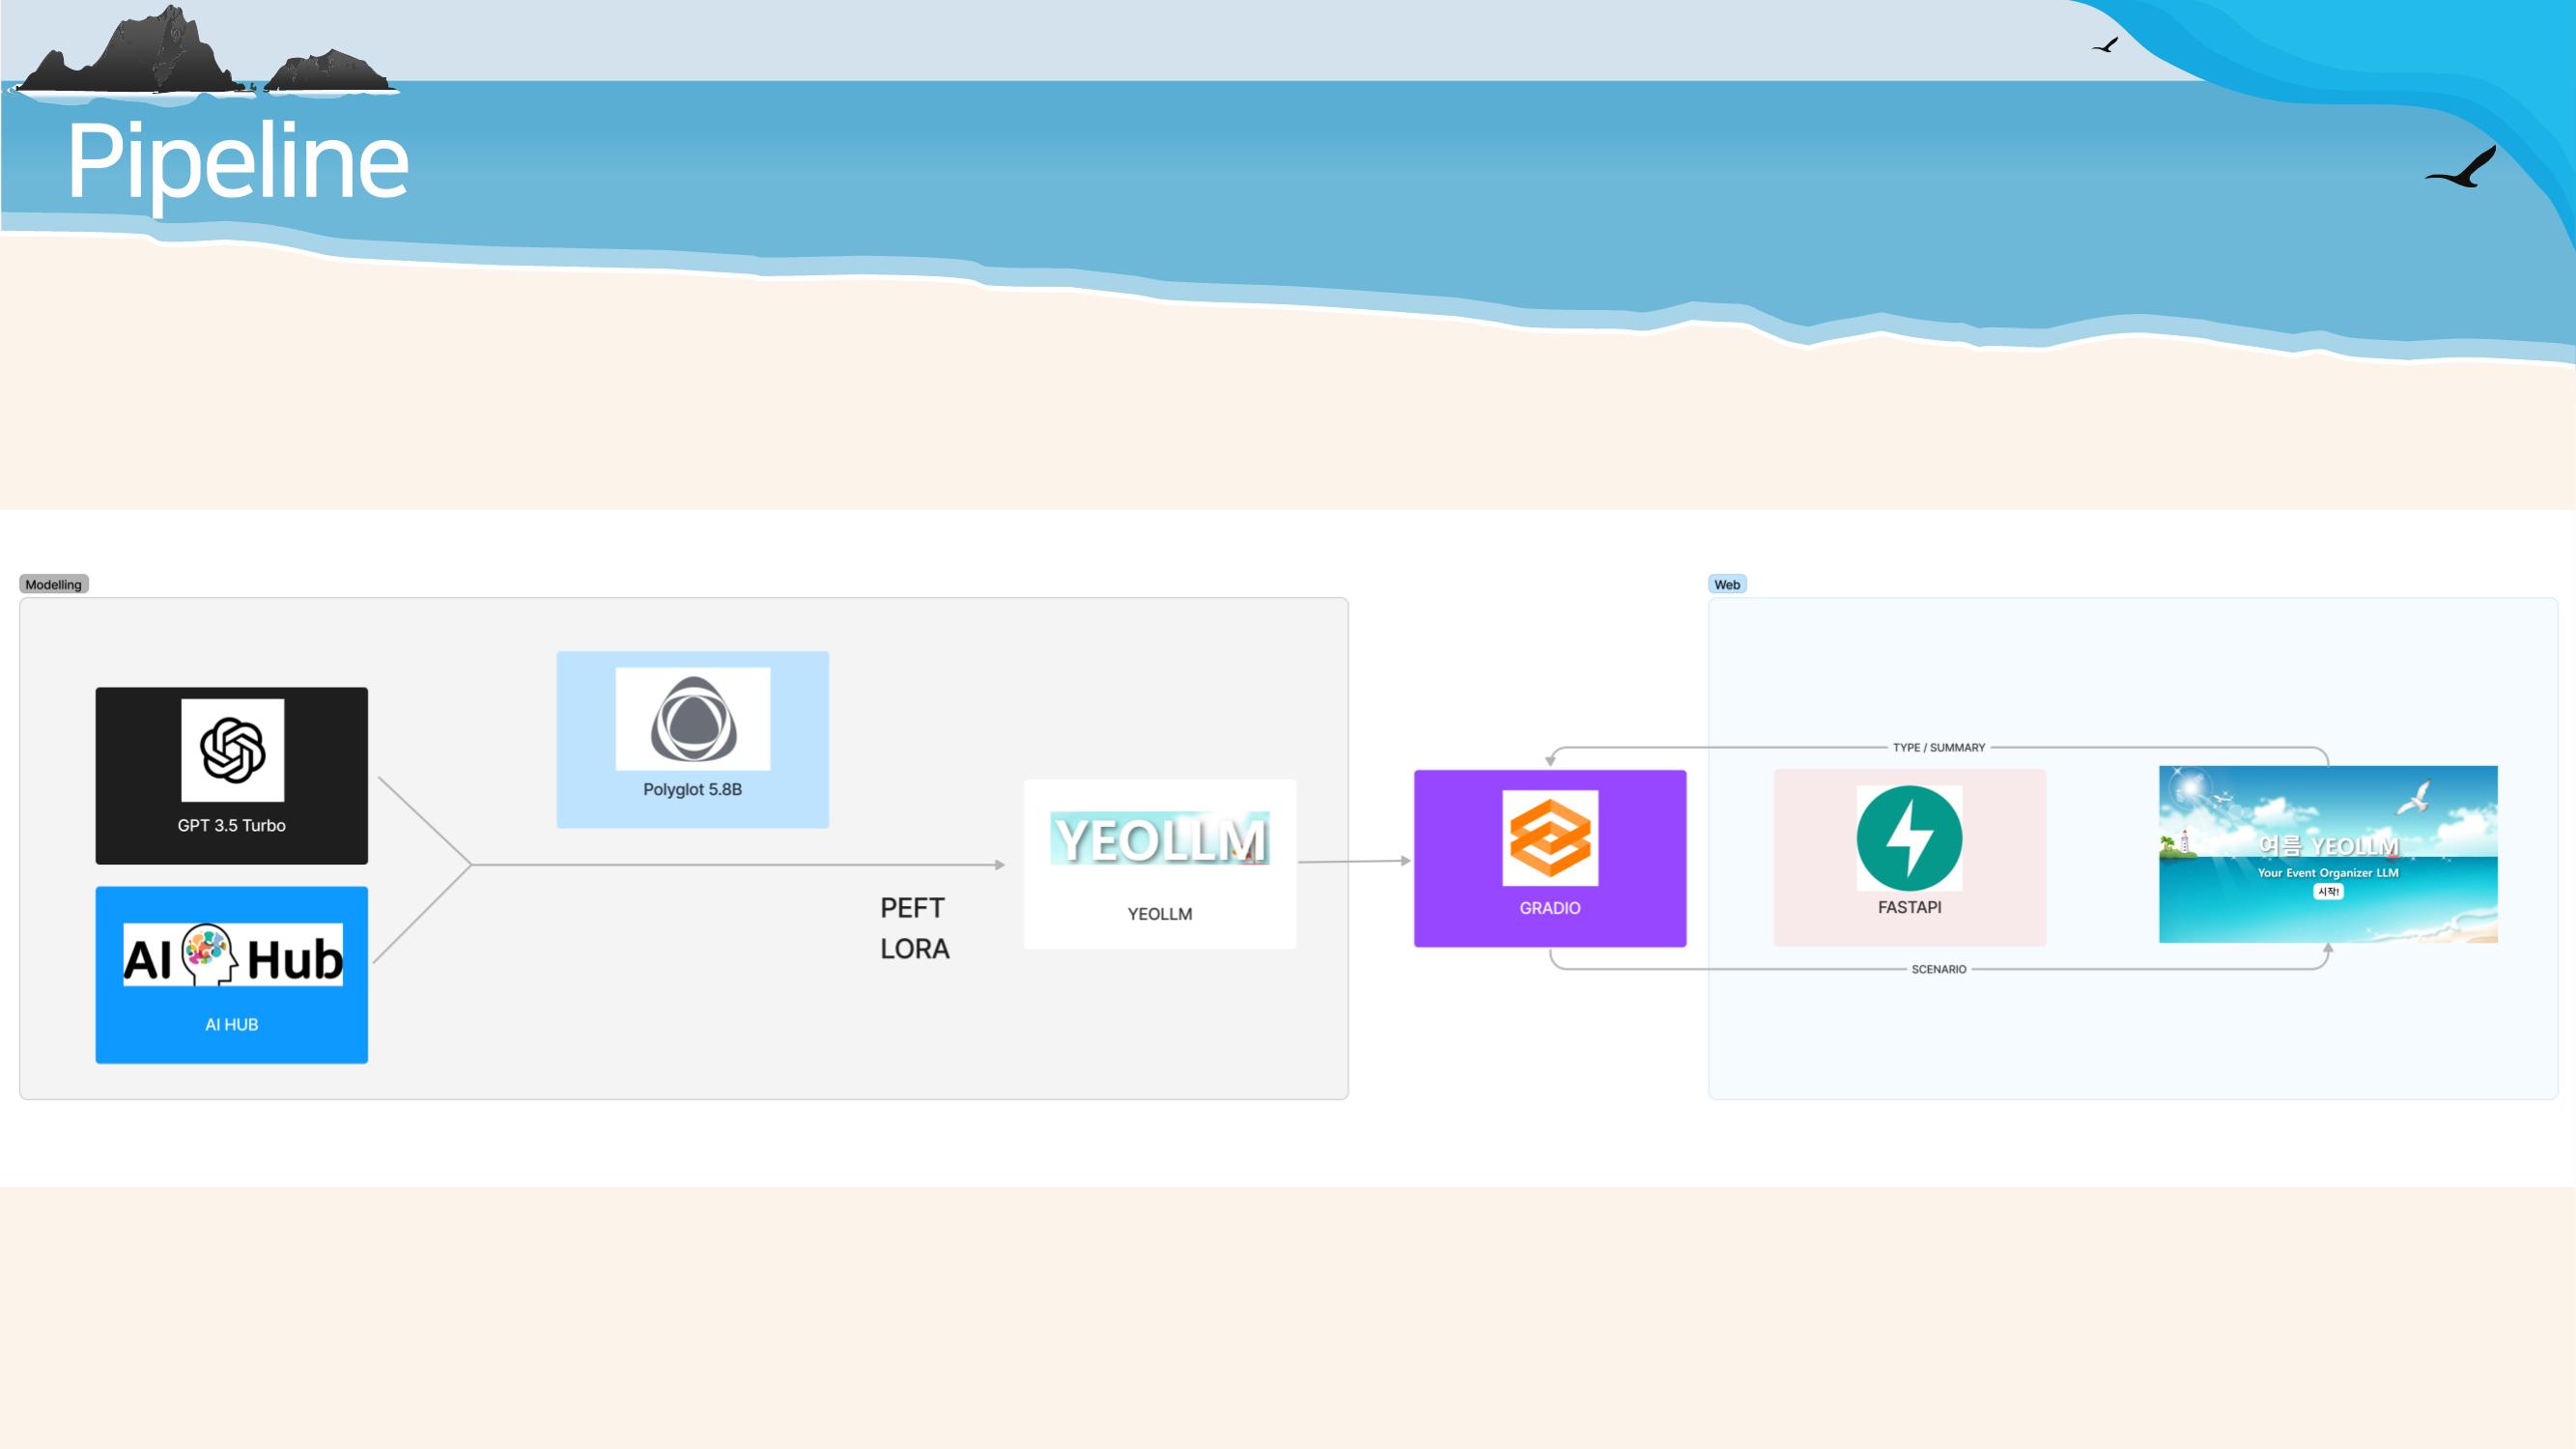 Pipeline
Modelling
Web
GPT 3.5 Turbo
AI Hub
AI HUB
Polyglot 5.8B
PEFT
LORA
YEOLLM
YEOLLM
GRADIO
TYPE / SUMMARY
FASTAPI
SCENARIO
여름 YEOLLM
Your Event Organizer LLM
시작!